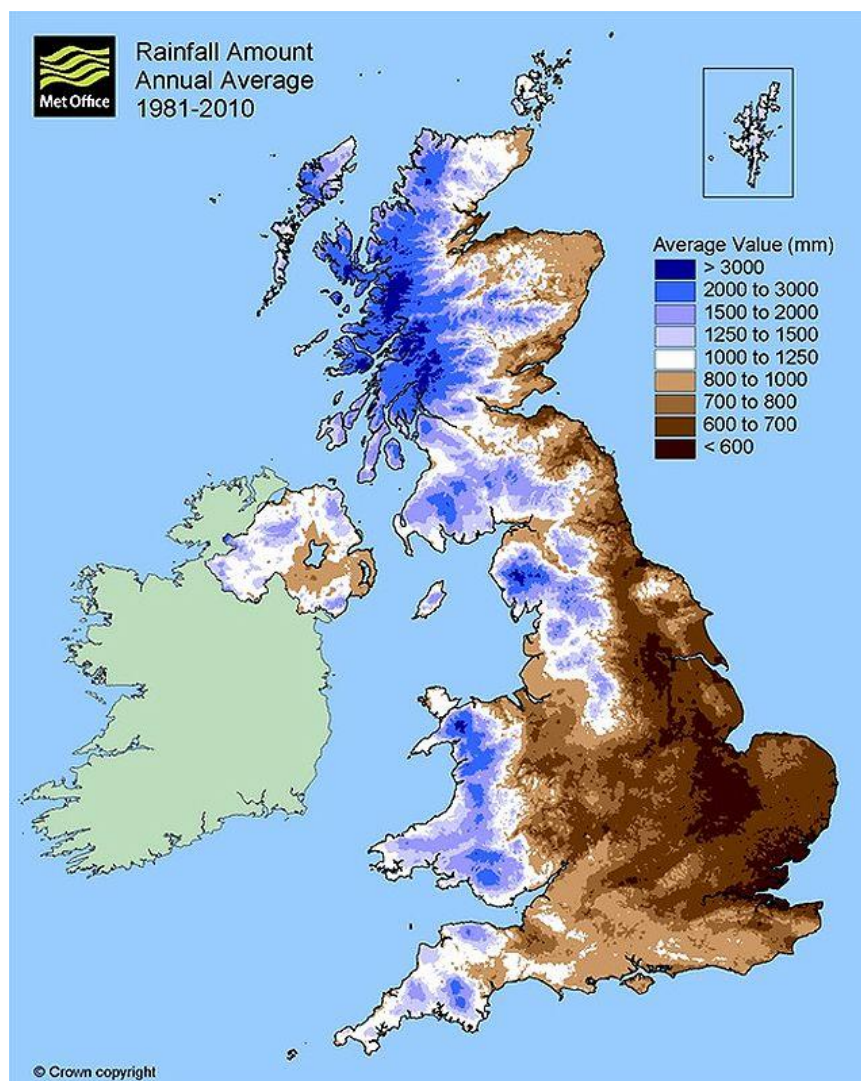 Met Office
Rainfall Amount
Annual Average
1981-2010
Average Value (mm)
> 3000
2000 to 3000
1500 to 2000
1250 to 1500
1000 to 1250
800 to 1000
700 to 800
600 to 700
< 600
© Crown copyright